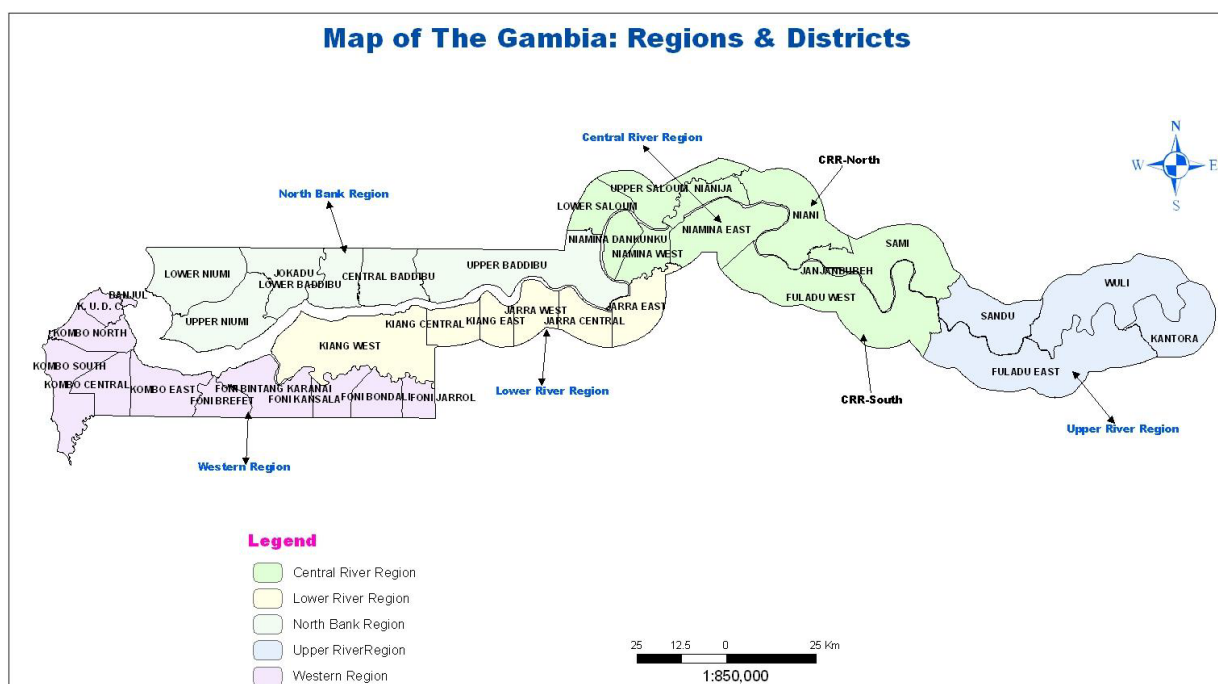 Map of The Gambia: Regions & Districts
N
W
E
S
Central River Region
CRR-North
North Bank Region
UPPER SALOUM
NIANIJA
LOWER SALOUM
NIANI
NIAMINA EAST
NIAMINA DANKUNKU
NIAMINA WEST
SAMI
LOWER NIUMI
JOKADU
LOWER BADDIBU
CENTRAL BADDIBU
UPPER BADDIBU
JANJANBUREH
FULADU WEST
WULI
BANJUL
K. U. D. C.
UPPER NIUMI
KOMBO NORTH
KIANG CENTRAL
KIANG EAST
JARRA WEST
JARRA CENTRAL
JARRA EAST
SANDU
KANTORA
KIANG WEST
KOMBO SOUTH
KOMBO CENTRAL
KOMBO EAST
FONI BREFET
FONI BINTANG KARANAI
FONI KANSALA
FONI BONDALI
FONI JARROL
FULADU EAST
Lower River Region
CRR-South
Upper River Region
Western Region
Legend
Central River Region
Lower River Region
North Bank Region
Upper RiverRegion
Western Region
25 12.5 0 25 Km
1:850,000